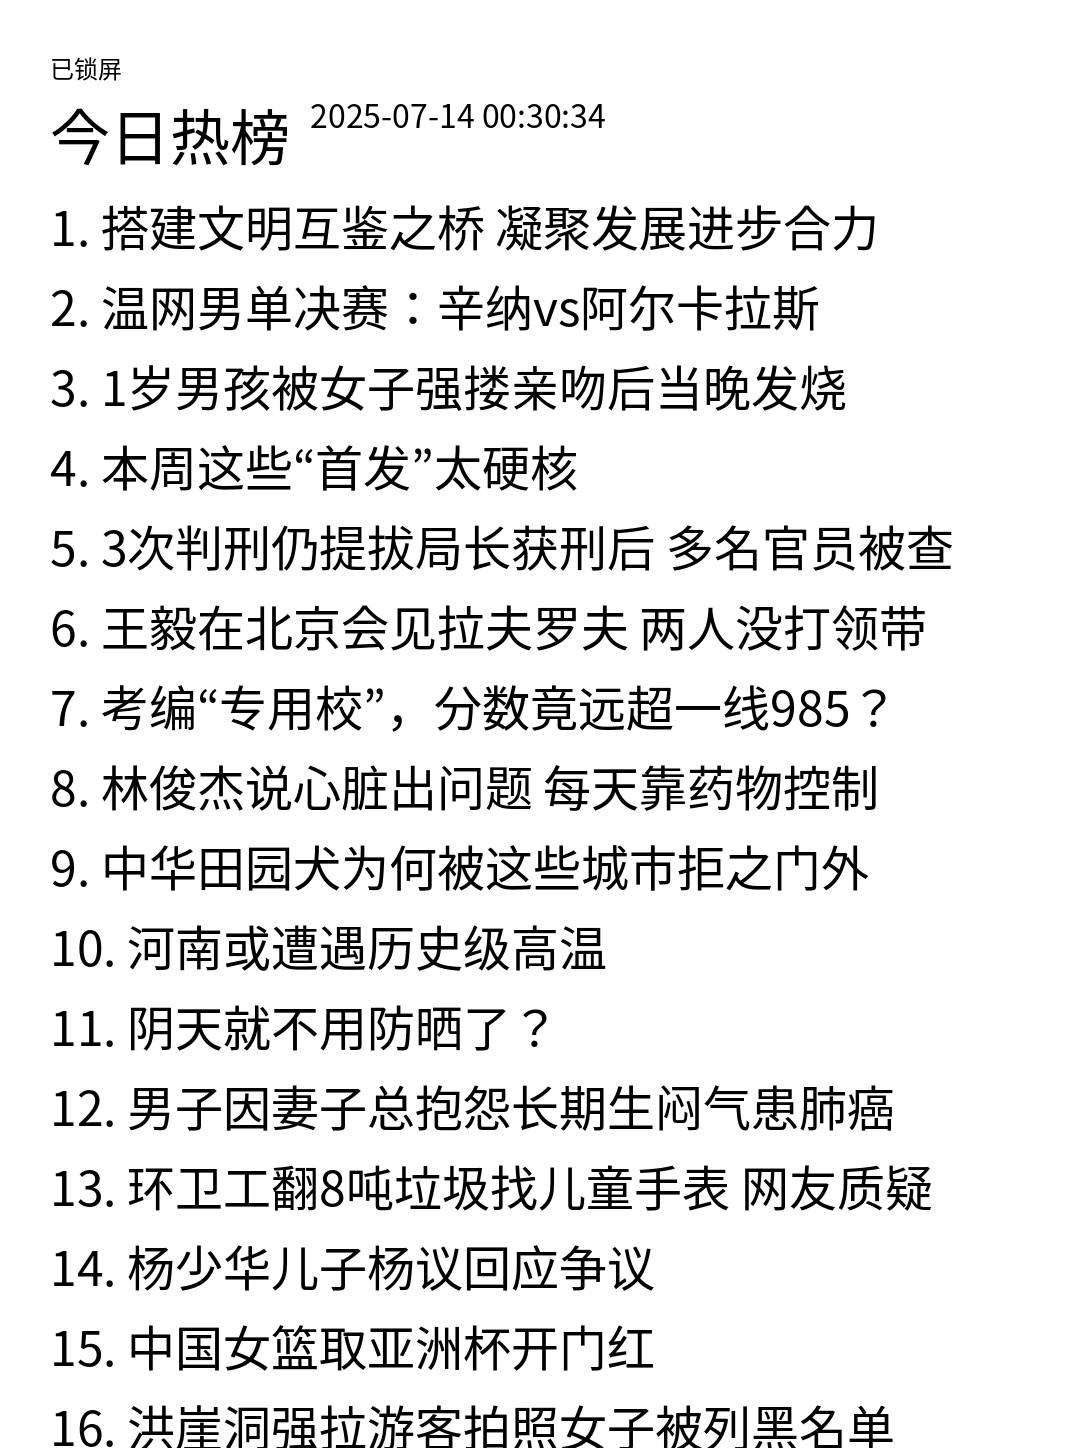 已锁屏
今日热榜 2025-07-14 00:30:34
1. 搭建文明互鉴之桥 凝聚发展进步合力
2. 温网男单决赛：辛纳vs阿尔卡拉斯
3. 1岁男孩被女子强搂亲吻后当晚发烧
4. 本周这些“首发”太硬核
5. 3次判刑仍提拔局长获刑后 多名官员被查
6. 王毅在北京会见拉夫罗夫 两人没打领带
7. 考编“专用校”，分数竟远超一线985？
8. 林俊杰说心脏出问题 每天靠药物控制
9. 中华田园犬为何被这些城市拒之门外
10. 河南或遭遇历史级高温
11. 阴天就不用防晒了？
12. 男子因妻子总抱怨长期生闷气患肺癌
13. 环卫工翻8吨垃圾找儿童手表 网友质疑
14. 杨少华儿子杨议回应争议
15. 中国女篮取亚洲杯开门红
16. 洪崖洞强拉游客拍照女子被列黑名单